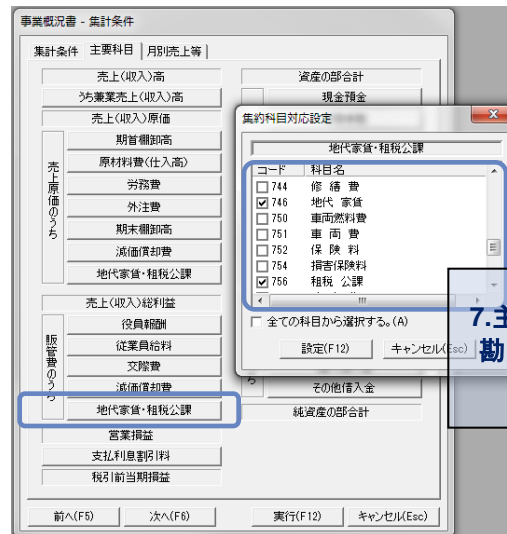 事業概況書 - 集計条件
集計条件 主要科目 月別売上等
売上(収入)高
うち兼業売上(収入)高
売上(収入)原価
売上原価のうち
期首棚卸高
原材料費(仕入高)
労務費
外注費
期末棚卸高
減価償却費
地代家賃・租税公課
売上(収入)総利益
販管費のうち
役員報酬
従業員給料
交際費
減価償却費
地代家賃・租税公課
営業損益
支払利息割引料
税引前当期損益
資産の部合計
現金預金
集約科目対応設定
地代家賃・租税公課
コード 科目名
744 修 繕 費
746 地代 家賃
750 車両燃料費
751 車 両 費
752 保 険 料
754 損害保険料
756 租税 公課
全ての科目から選択する。(A)
設定(F12) キャンセル(Esc)
7.主
勘
ち
その他借入金
純資産の部合計
前へ(F5) 次へ(F6) 実行(F12) キャンセル(Esc)